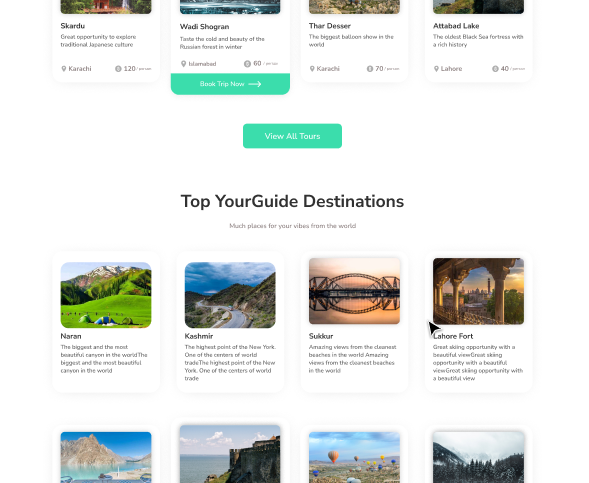 Skardu
Great opportunity to explore
traditional Japanese culture
Karachi
120 / person
Wadi Shogran
Taste the cold and beauty of the
Russian forest in winter
Islamabad
60 / person
Book Trip Now
Thar Desser
The biggest balloon show in the
world
Karachi
70 / person
Attabad Lake
The oldest Black Sea fortress with
a rich history
Lahore
40 / person
View All Tours
Top YourGuide Destinations
Much places for your vibes from the world
Naran
The biggest and the most
beautiful canyon in the worldThe
biggest and the most beautiful
canyon in the world
Kashmir
The highest point of the New York.
One of the centers of world
tradeThe highest point of the New
York. One of the centers of world
trade
Sukkur
Amazing views from the cleanest
beaches in the world Amazing
views from the cleanest beaches
in the world
Lahore Fort
Great skiing opportunity with a
beautiful viewGreat skiing
opportunity with a beautiful
viewGreat skiing opportunity with
a beautiful view